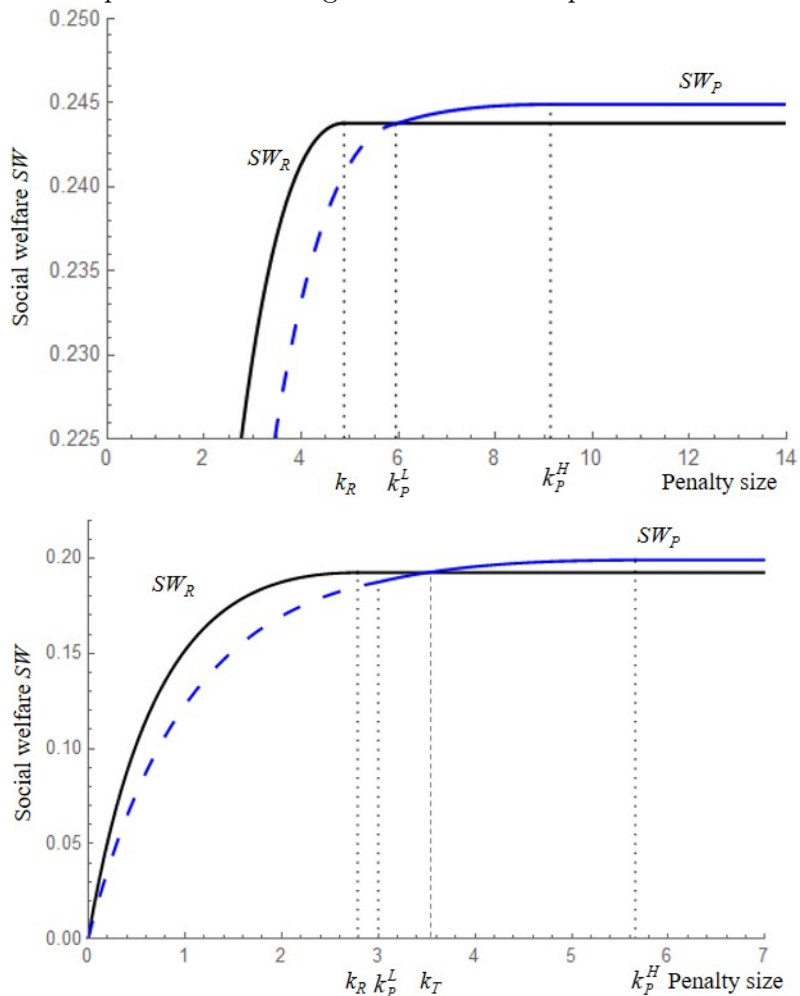 0.250
SW_P
0.245
SW_R
0.240
0.235
0.230
0.225
Social welfare SW
0 2 4 6 8 10 12 14
k_R k_P^L k_P^H Penalty size
SW_P
0.20
SW_R
0.15
0.10
0.05
0.00
Social welfare SW
0 1 2 3 4 5 6 7
k_R k_P^L k_T k_P^H Penalty size